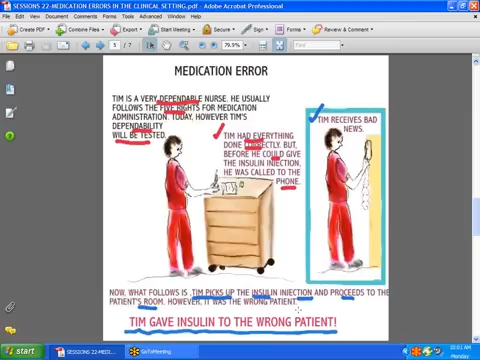 SESSIONS 22-MEDICATION ERRORS IN THE CLINICAL SETTING.pdf - Adobe Acrobat Professional
File Edit View Document Comments Forms Tools Advanced Window Help
Create PDF Combine Files Export Start Meeting Secure Sign Forms Review & Comment
5 / 7 79.9% Find
MEDICATION ERROR
TIM IS A VERY DEPENDABLE NURSE. HE USUALLY
FOLLOWS THE FIVE RIGHTS FOR MEDICATION
ADMINISTRATION. TODAY, HOWEVER TIM'S
DEPENDABILITY
WILL BE TESTED.
TIM HAD EVERYTHING
DONE CORRECTLY. BUT,
BEFORE HE COULD GIVE
THE INSULIN INJECTION,
HE WAS CALLED TO THE
PHONE.
TIM RECEIVES BAD
NEWS.
NOW, WHAT FOLLOWS IS ,TIM PICKS UP THE INSULIN INJECTION AND PROCEEDS TO THE
PATIENT'S ROOM. HOWEVER, IT WAS THE WRONG PATIENT.
TIM GAVE INSULIN TO THE WRONG PATIENT!
start SESSIONS 22-MEDI... GoToMeeting 10:01 AM